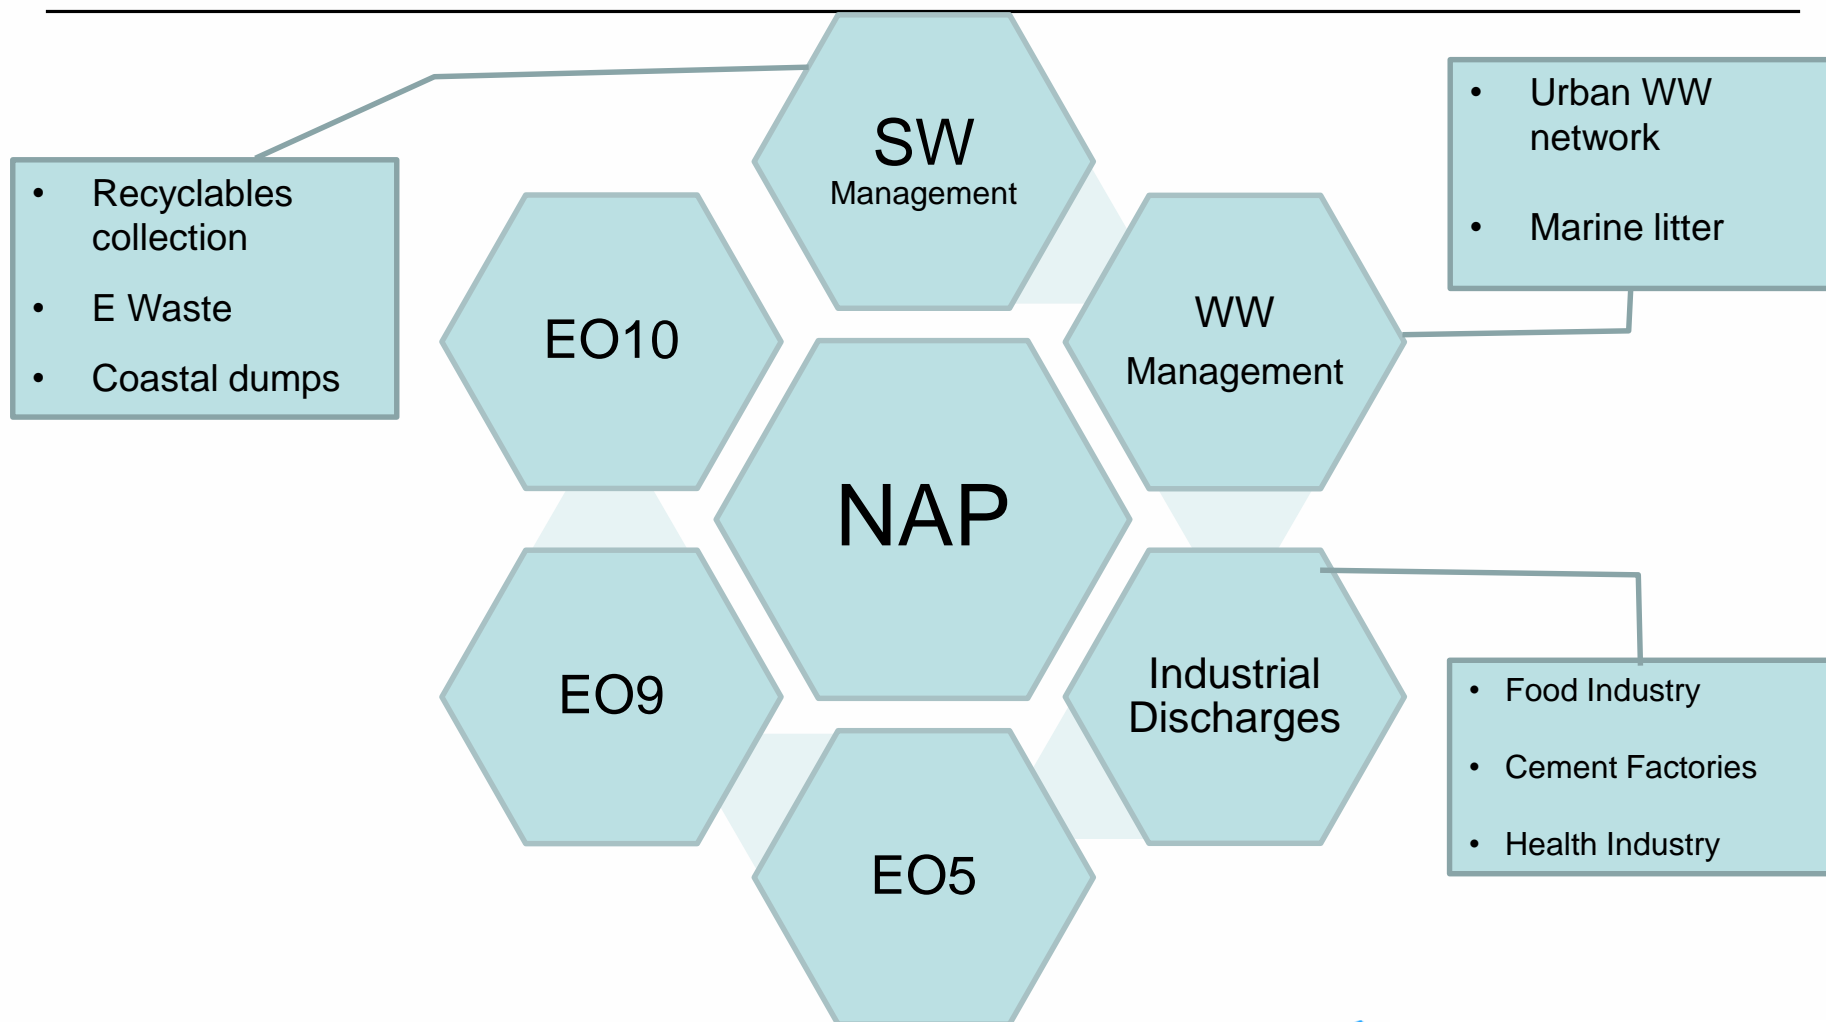 SW
Management
• Urban WW
network
• Marine litter
• Recyclables
collection
• E Waste
• Coastal dumps
EO10
WW
Management
NAP
EO9
Industrial
Discharges
• Food Industry
• Cement Factories
• Health Industry
EO5